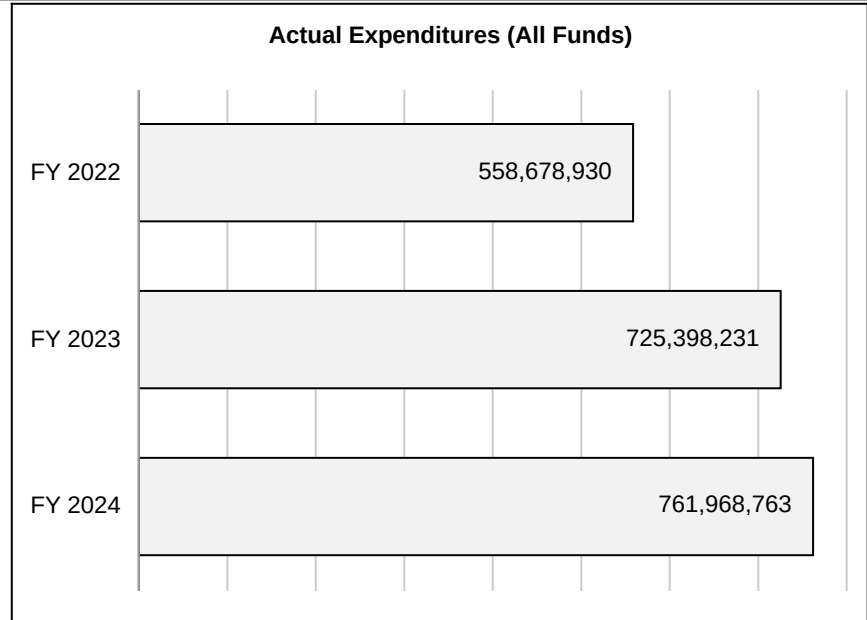 Actual Expenditures (All Funds)
FY 2022
558,678,930
FY 2023
725,398,231
FY 2024
761,968,763